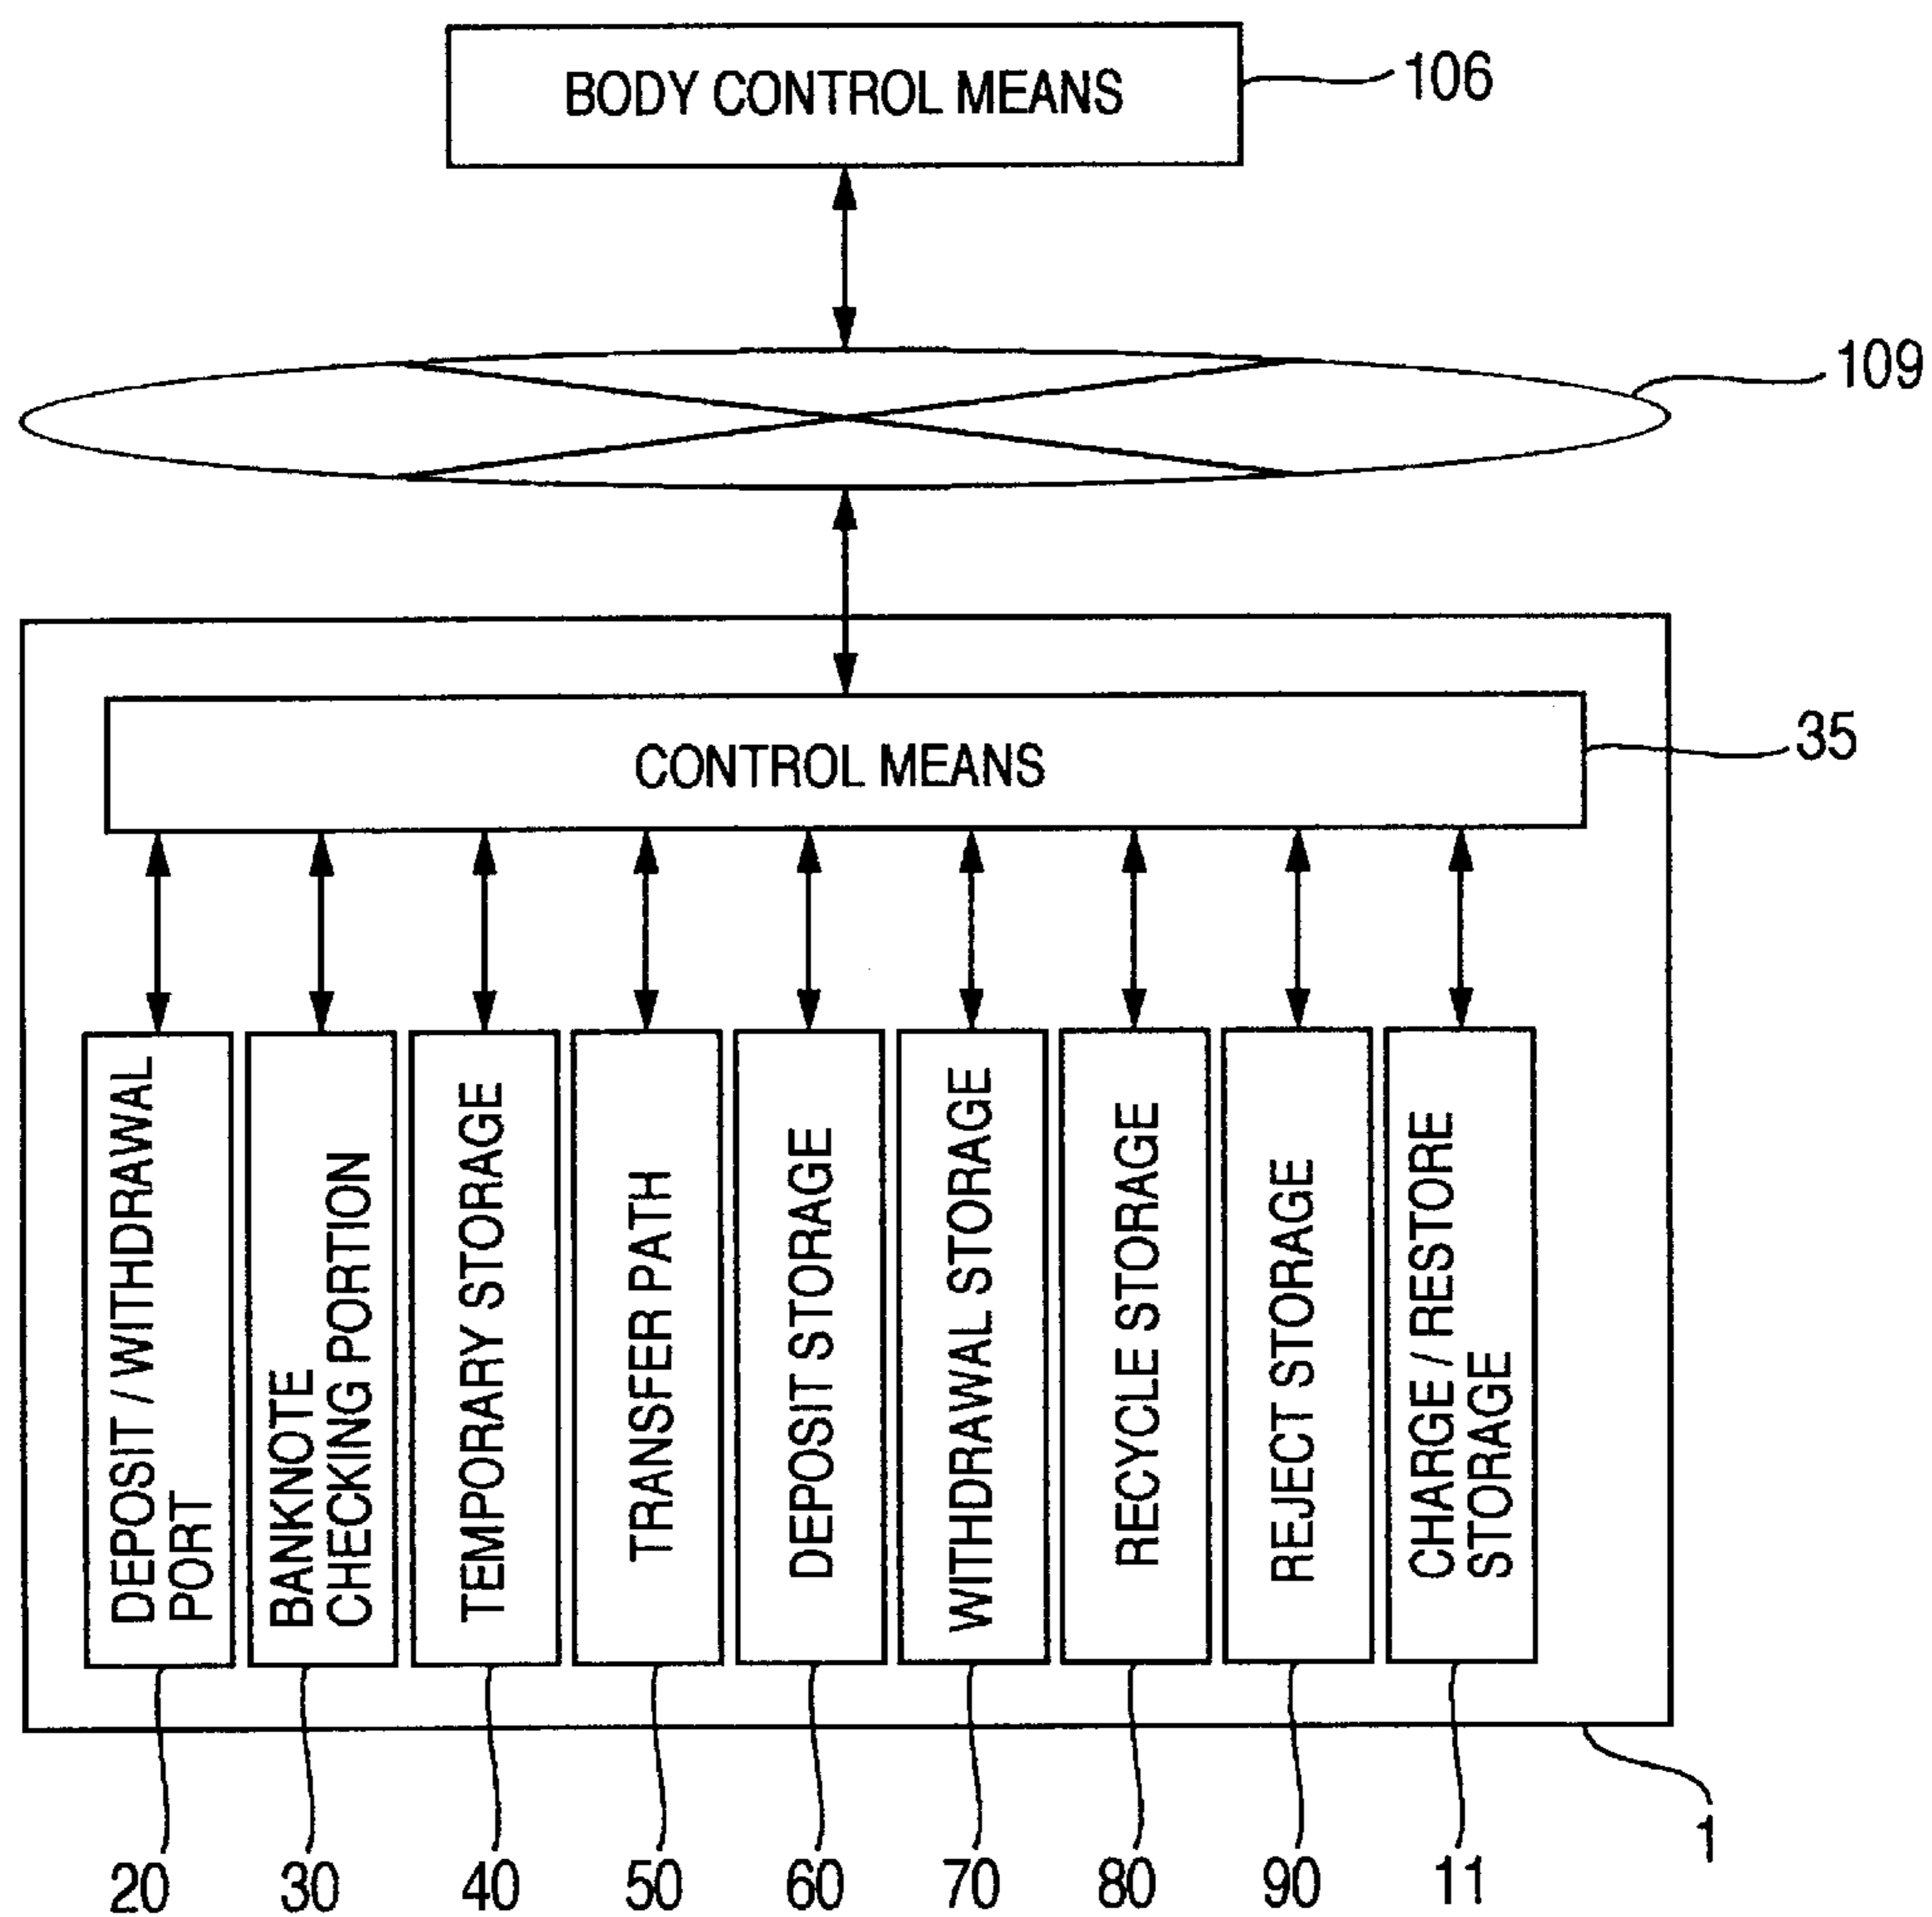 BODY CONTROL MEANS
106
109
CONTROL MEANS
35
DEPOSIT / WITHDRAWAL
PORT
BANKNOTE
CHECKING PORTION
TEMPORARY STORAGE
TRANSFER PATH
DEPOSIT STORAGE
WITHDRAWAL STORAGE
RECYCLE STORAGE
REJECT STORAGE
CHARGE / RESTORE
STORAGE
1
20 30 40 50 60 70 80 90 11